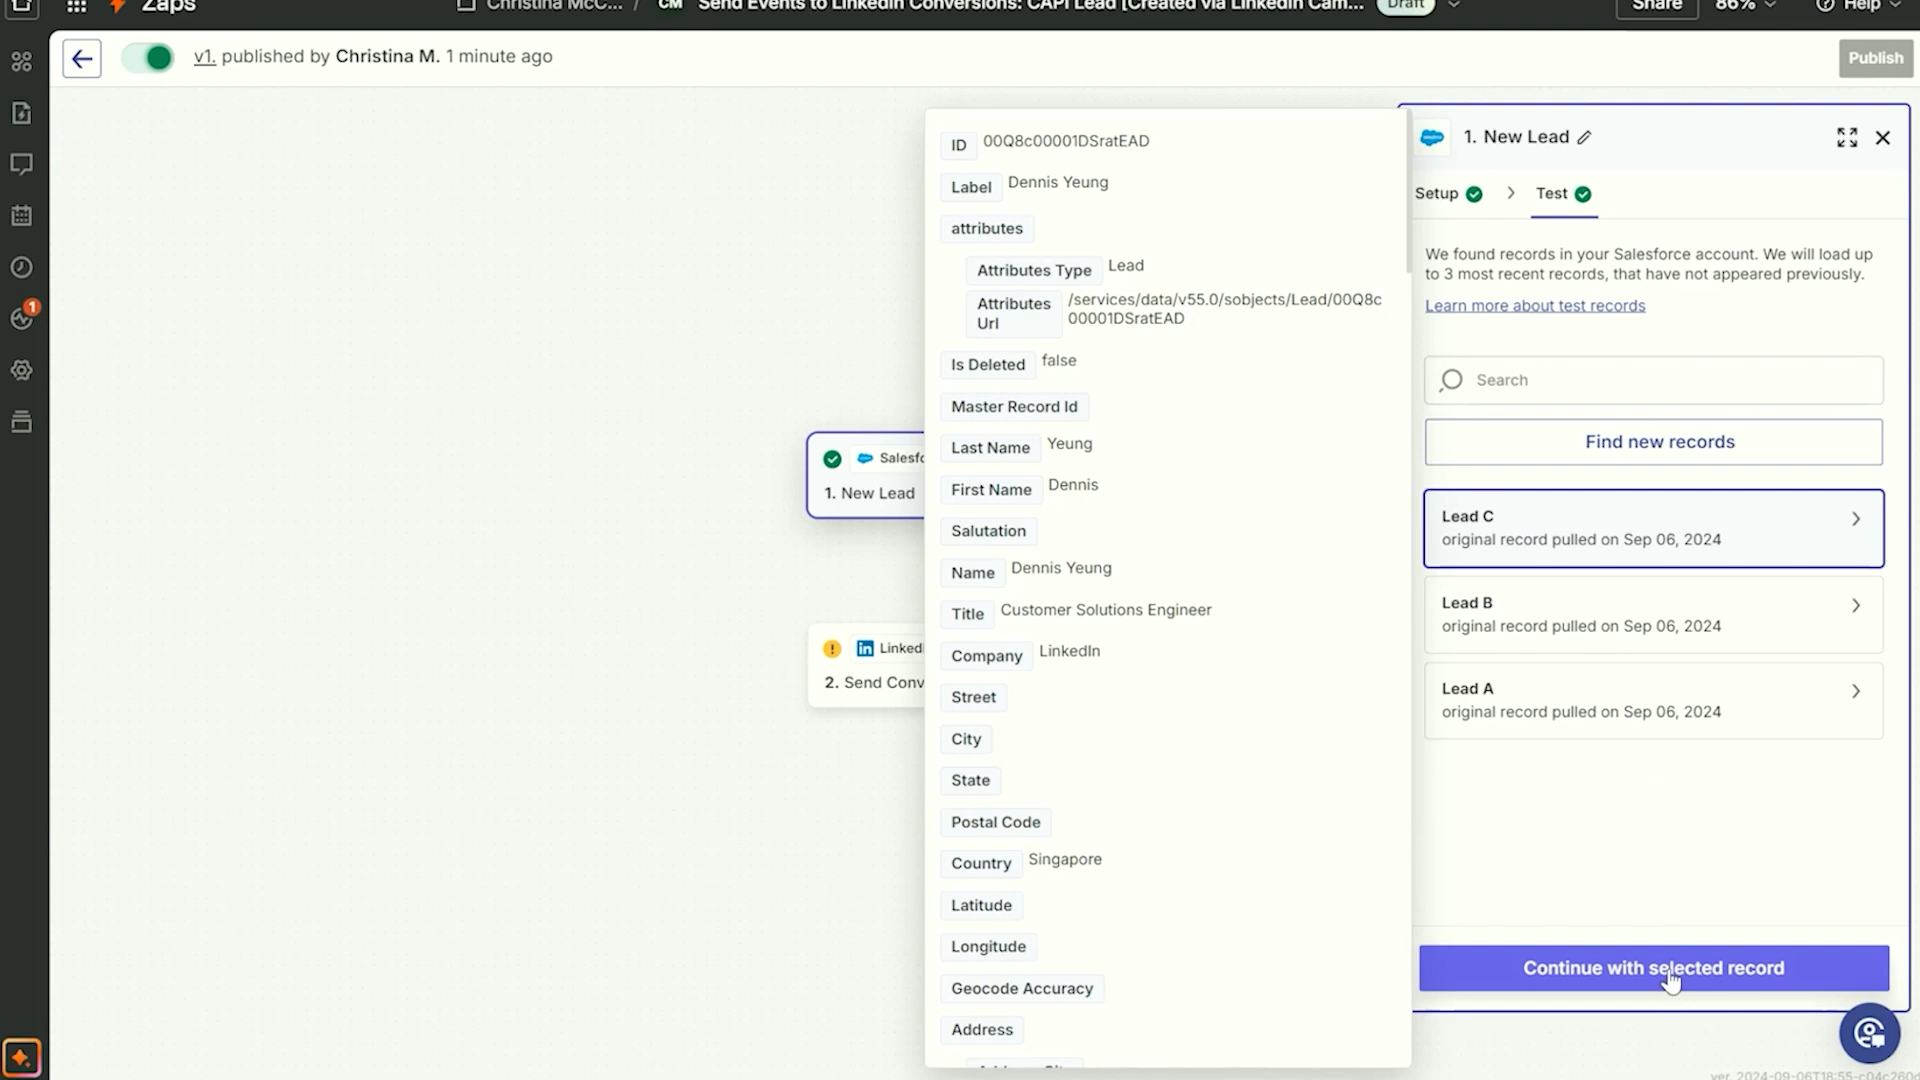 Zaps
Christina McC... / CM Send Events to LinkedIn Conversions: CAPI Lead [Created via LinkedIn Cam... Draft
Share 86% Help
v1. published by Christina M. 1 minute ago
Publish
ID 00Q8c00001DSratEAD
Label Dennis Yeung
attributes
Attributes Type Lead
Attributes Url /services/data/v55.0/sobjects/Lead/00Q8c
00001DSratEAD
Is Deleted false
Master Record Id
Last Name Yeung
First Name Dennis
Salutation
Name Dennis Yeung
Title Customer Solutions Engineer
Company LinkedIn
Street
City
State
Postal Code
Country Singapore
Latitude
Longitude
Geocode Accuracy
Address
Salesfo
1. New Lead
! in Linked
2. Send Conv
1
1. New Lead
Setup > Test
We found records in your Salesforce account. We will load up
to 3 most recent records, that have not appeared previously.
Learn more about test records
Search
Find new records
Lead C
original record pulled on Sep 06, 2024
Lead B
original record pulled on Sep 06, 2024
Lead A
original record pulled on Sep 06, 2024
Continue with selected record